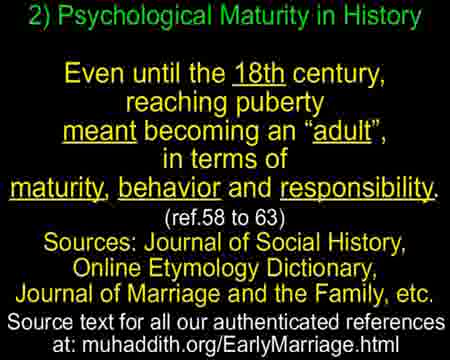 2) Psychological Maturity in History
Even until the 18th century,
reaching puberty
meant becoming an “adult”,
in terms of
maturity, behavior and responsibility.
(ref.58 to 63)
Sources: Journal of Social History,
Online Etymology Dictionary,
Journal of Marriage and the Family, etc.
Source text for all our authenticated references
at: muhaddith.org/EarlyMarriage.html